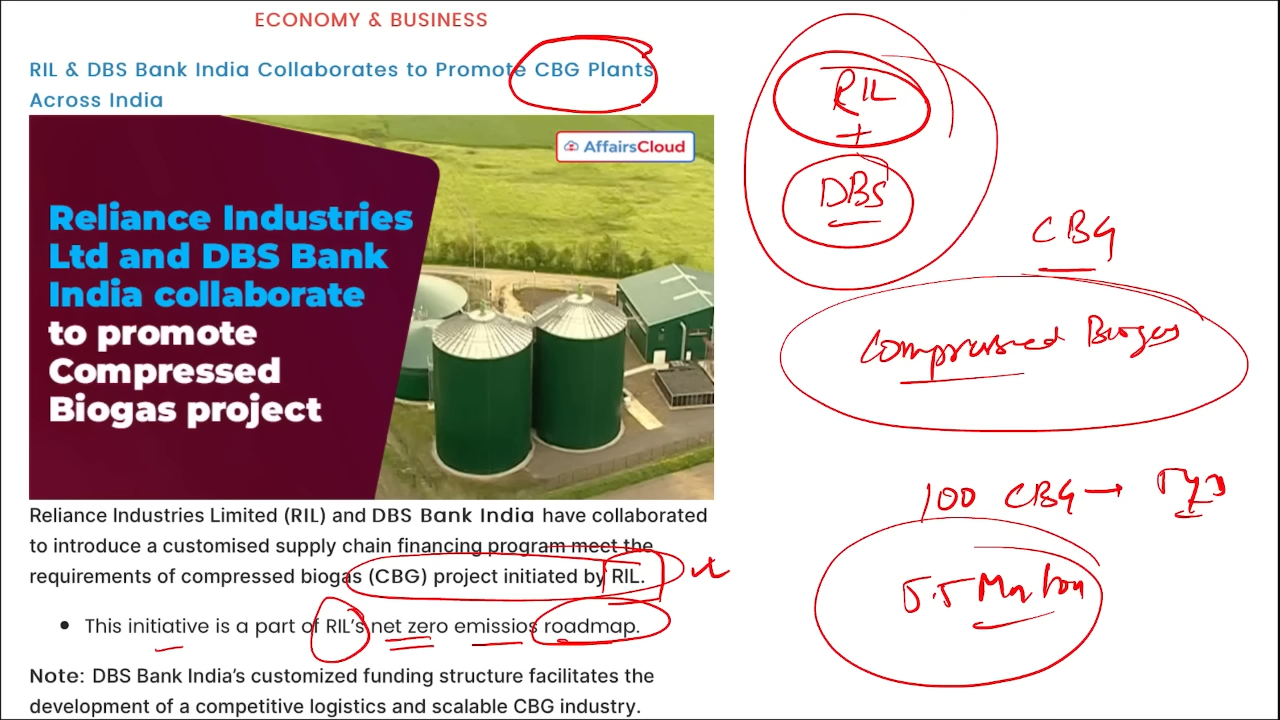 ECONOMY & BUSINESS
RIL & DBS Bank India Collaborates to Promote CBG Plants
Across India
AffairsCloud
Reliance Industries
Ltd and DBS Bank
India collaborate
to promote
Compressed
Biogas project
Reliance Industries Limited (RIL) and DBS Bank India have collaborated
to introduce a customised supply chain financing program meet the
requirements of compressed biogas (CBG) project initiated by RIL.
• This initiative is a part of RIL’s net zero emissios roadmap.
Note: DBS Bank India’s customized funding structure facilitates the
development of a competitive logistics and scalable CBG industry.
RIL
+
DBS
CBG
Compressed Biogas
100 CBG →
5.5 Mn ton